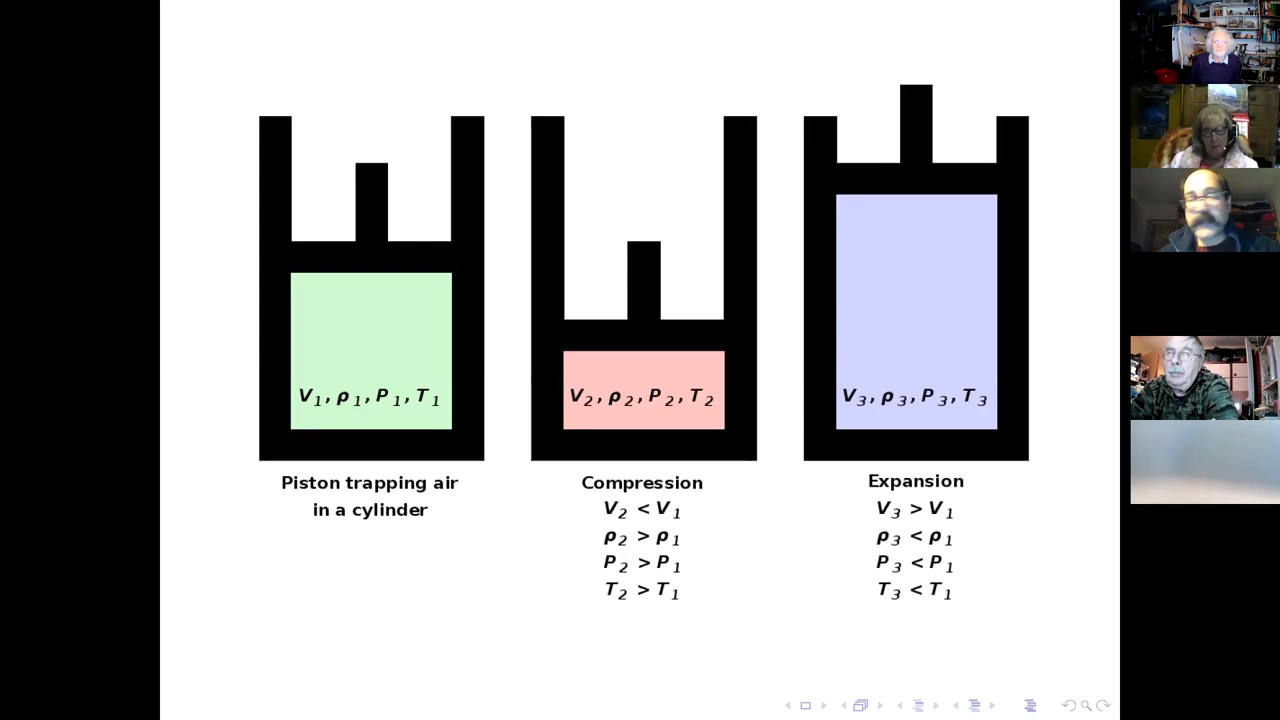 V1, ρ1, P1, T1
V2, ρ2, P2, T2
V3, ρ3, P3, T3
Piston trapping air
in a cylinder
Compression
V2 < V1
ρ2 > ρ1
P2 > P1
T2 > T1
Expansion
V3 > V1
ρ3 < ρ1
P3 < P1
T3 < T1